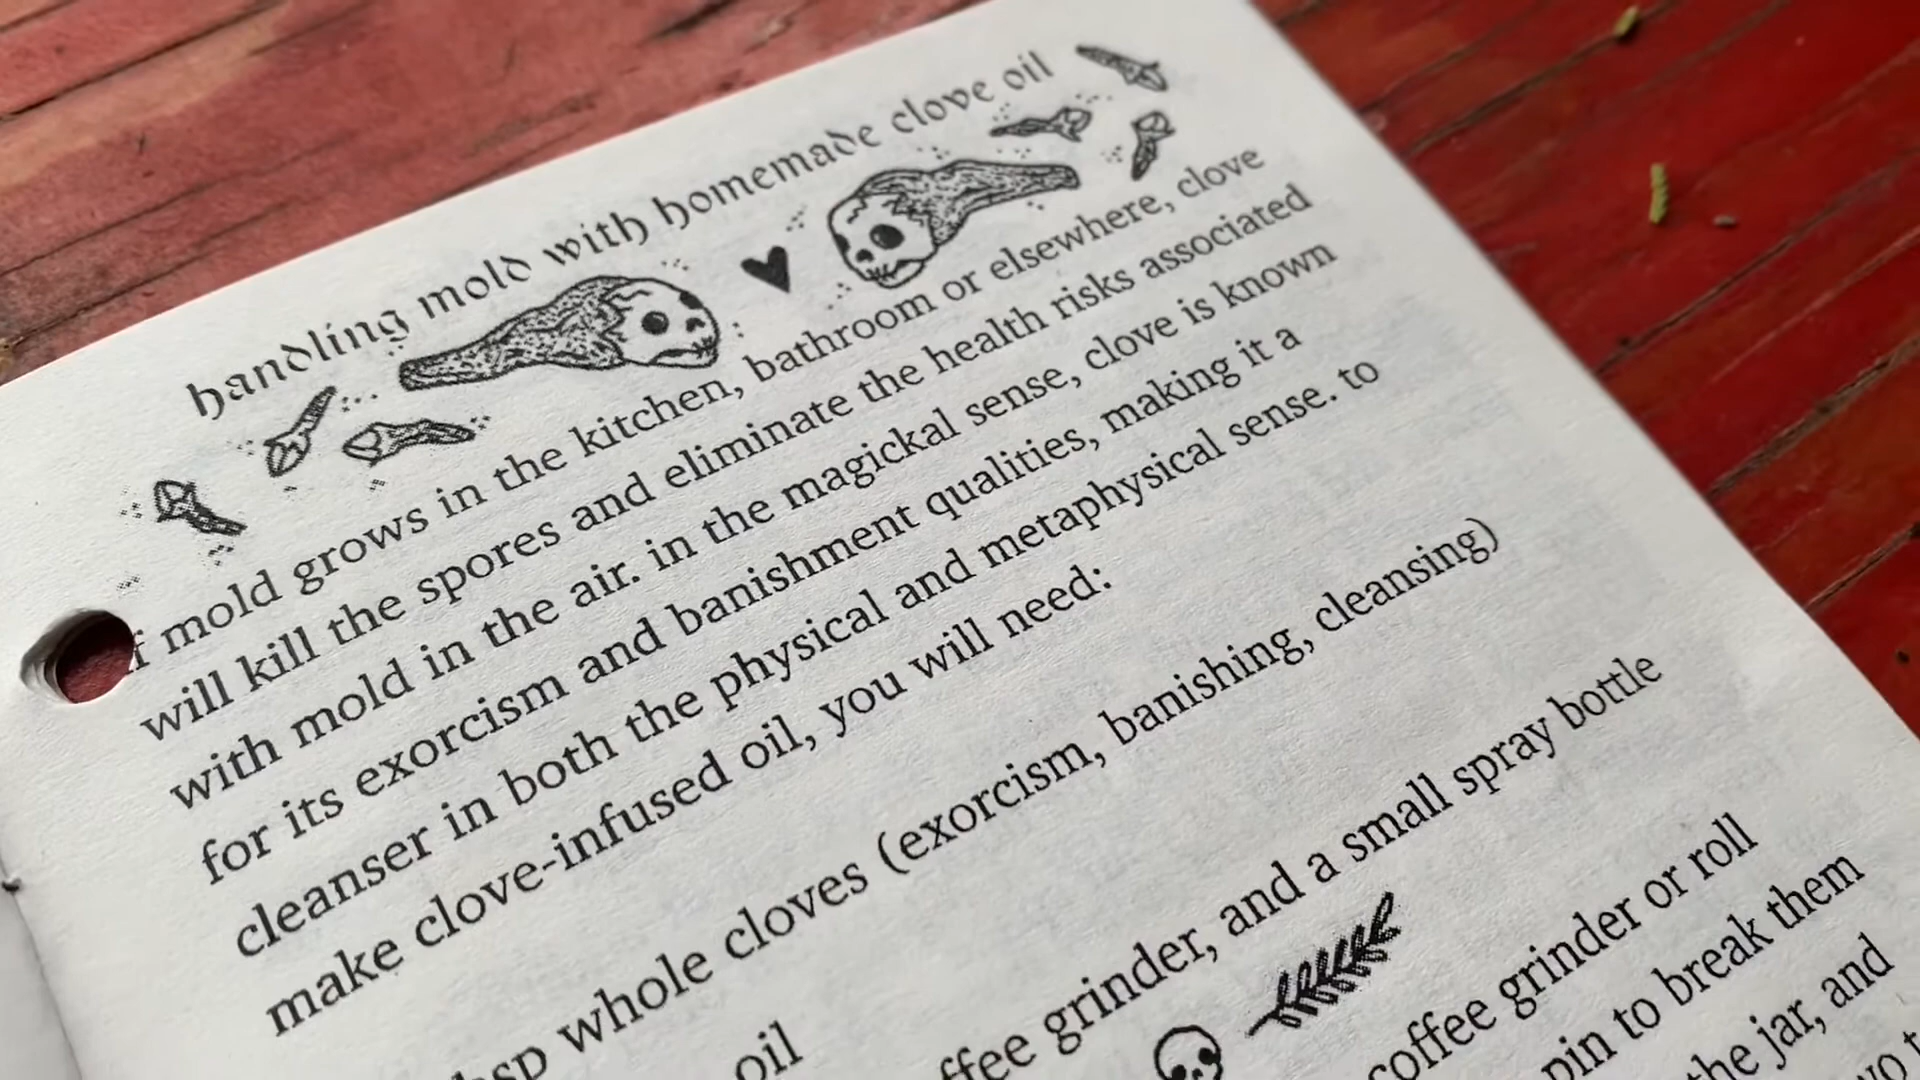 handling mold with homemade clove oil
if mold grows in the kitchen, bathroom or elsewhere, clove
will kill the spores and eliminate the health risks associated
with mold in the air. in the magickal sense, clove is known
for its exorcism and banishment qualities, making it a
cleanser in both the physical and metaphysical sense. to
make clove-infused oil, you will need:
whole cloves (exorcism, banishing, cleansing)
oil
grinder, and a small spray bottle
coffee grinder or roll
pin to break them
the jar, and